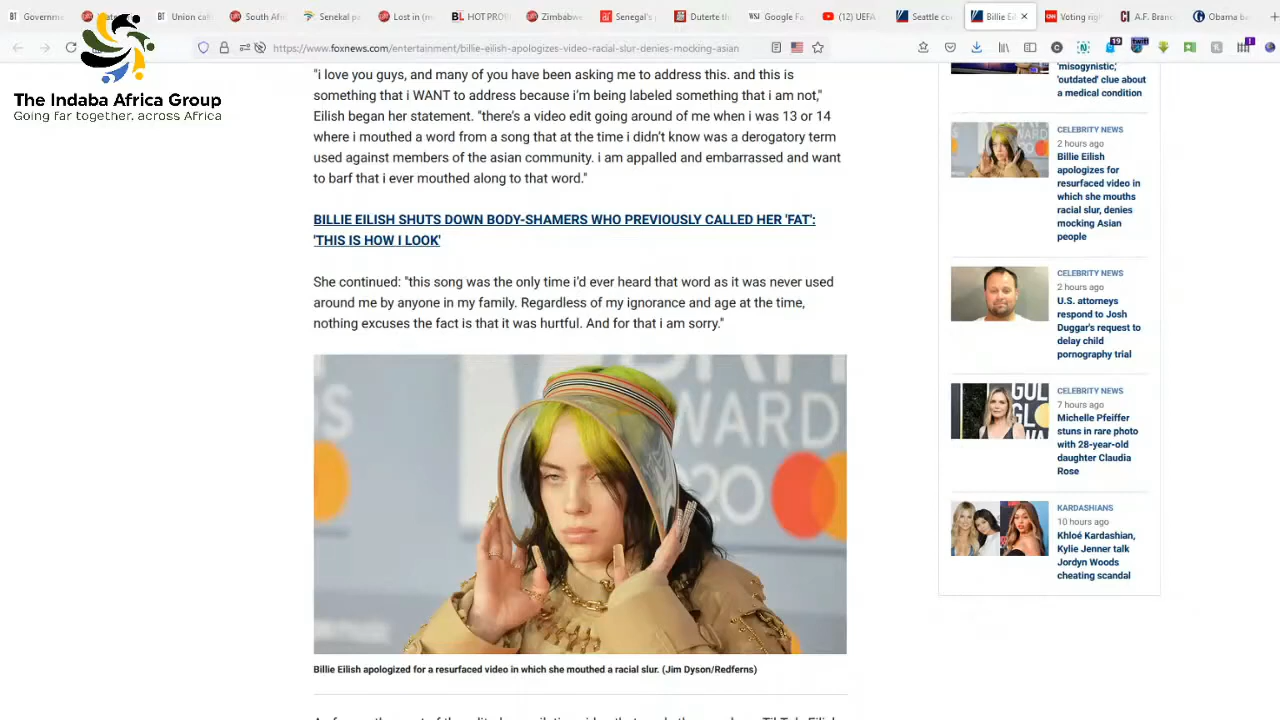 Governm
Union call
South Afri
Senekal pe
Lost in (m
BL HOT PROP
Zimbabwe
Senegal's
Duterte th
WSJ Google Fa
(12) UEFA
Seattle co
Billie Eil
Voting righ
A.F. Branc
Obama be
https://www.foxnews.com/entertainment/billie-eilish-apologizes-video-racial-slur-denies-mocking-asian
The Indaba Africa Group
Going far together. across Africa
"i love you guys, and many of you have been asking me to address this. and this is
something that i WANT to address because i'm being labeled something that i am not,"
Eilish began her statement. "there's a video edit going around of me when i was 13 or 14
where i mouthed a word from a song that at the time i didn't know was a derogatory term
used against members of the asian community. i am appalled and embarrassed and want
to barf that i ever mouthed along to that word."
BILLIE EILISH SHUTS DOWN BODY-SHAMERS WHO PREVIOUSLY CALLED HER 'FAT':
'THIS IS HOW I LOOK'
She continued: "this song was the only time i'd ever heard that word as it was never used
around me by anyone in my family. Regardless of my ignorance and age at the time,
nothing excuses the fact is that it was hurtful. And for that i am sorry."
Billie Eilish apologized for a resurfaced video in which she mouthed a racial slur. (Jim Dyson/Redferns)
'misogynistic,'
'outdated' clue about
a medical condition
CELEBRITY NEWS
2 hours ago
Billie Eilish
apologizes for
resurfaced video in
which she mouths
racial slur, denies
mocking Asian
people
CELEBRITY NEWS
2 hours ago
U.S. attorneys
respond to Josh
Duggar's request to
delay child
pornography trial
CELEBRITY NEWS
7 hours ago
Michelle Pfeiffer
stuns in rare photo
with 28-year-old
daughter Claudia
Rose
KARDASHIANS
10 hours ago
Khloé Kardashian,
Kylie Jenner talk
Jordyn Woods
cheating scandal